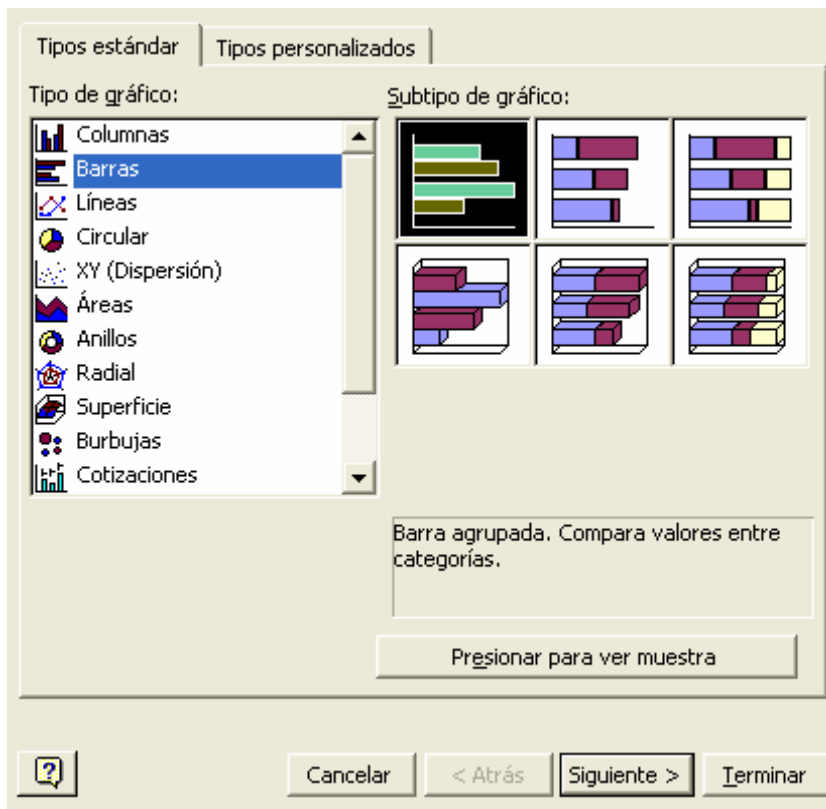 Tipos estándar
Tipos personalizados
Tipo de gráfico:
Subtipo de gráfico:
Columnas
Barras
Líneas
Circular
XY (Dispersión)
Áreas
Anillos
Radial
Superficie
Burbujas
Cotizaciones
Barra agrupada. Compara valores entre
categorías.
Presionar para ver muestra
?
Cancelar
< Atrás
Siguiente >
Terminar